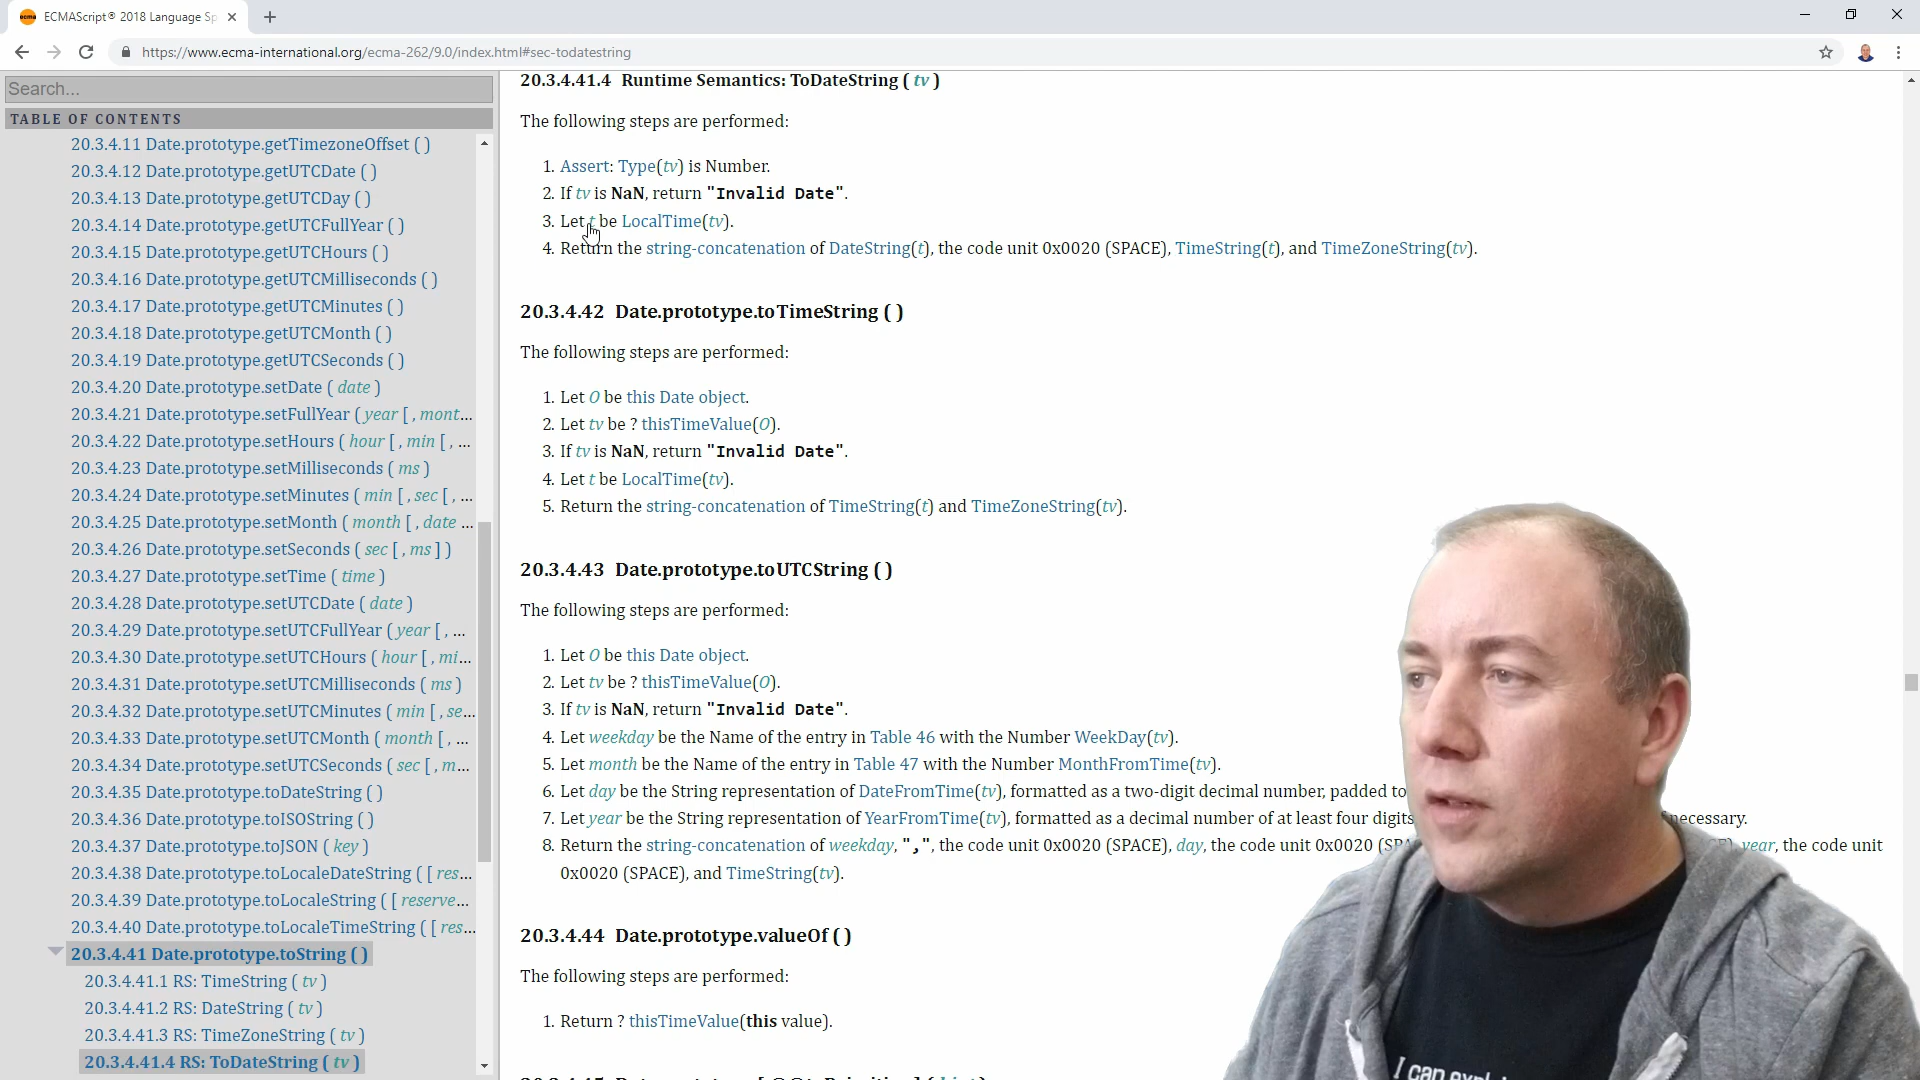 ECMAScript® 2018 Language Sp
https://www.ecma-international.org/ecma-262/9.0/index.html#sec-todatestring
Search...
TABLE OF CONTENTS
20.3.4.11 Date.prototype.getTimezoneOffset ( )
20.3.4.12 Date.prototype.getUTCDate ( )
20.3.4.13 Date.prototype.getUTCDay ( )
20.3.4.14 Date.prototype.getUTCFullYear ( )
20.3.4.15 Date.prototype.getUTCHours ( )
20.3.4.16 Date.prototype.getUTCMilliseconds ( )
20.3.4.17 Date.prototype.getUTCMinutes ( )
20.3.4.18 Date.prototype.getUTCMonth ( )
20.3.4.19 Date.prototype.getUTCSeconds ( )
20.3.4.20 Date.prototype.setDate ( date )
20.3.4.21 Date.prototype.setFullYear ( year [ , mont...
20.3.4.22 Date.prototype.setHours ( hour [ , min [ , ...
20.3.4.23 Date.prototype.setMilliseconds ( ms )
20.3.4.24 Date.prototype.setMinutes ( min [ , sec [ , ...
20.3.4.25 Date.prototype.setMonth ( month [ , date ...
20.3.4.26 Date.prototype.setSeconds ( sec [ , ms ] )
20.3.4.27 Date.prototype.setTime ( time )
20.3.4.28 Date.prototype.setUTCDate ( date )
20.3.4.29 Date.prototype.setUTCFullYear ( year [ , ...
20.3.4.30 Date.prototype.setUTCHours ( hour [ , mi...
20.3.4.31 Date.prototype.setUTCMilliseconds ( ms )
20.3.4.32 Date.prototype.setUTCMinutes ( min [ , se...
20.3.4.33 Date.prototype.setUTCMonth ( month [ , ...
20.3.4.34 Date.prototype.setUTCSeconds ( sec [ , m...
20.3.4.35 Date.prototype.toDateString ( )
20.3.4.36 Date.prototype.toISOString ( )
20.3.4.37 Date.prototype.toJSON ( key )
20.3.4.38 Date.prototype.toLocaleDateString ( [ res...
20.3.4.39 Date.prototype.toLocaleString ( [ reserve...
20.3.4.40 Date.prototype.toLocaleTimeString ( [ res...
20.3.4.41 Date.prototype.toString ( )
20.3.4.41.1 RS: TimeString ( tv )
20.3.4.41.2 RS: DateString ( tv )
20.3.4.41.3 RS: TimeZoneString ( tv )
20.3.4.41.4 RS: ToDateString ( tv )
20.3.4.41.4 Runtime Semantics: ToDateString ( tv )
The following steps are performed:
1. Assert: Type(tv) is Number.
2. If tv is NaN, return "Invalid Date".
3. Let t be LocalTime(tv).
4. Return the string-concatenation of DateString(t), the code unit 0x0020 (SPACE), TimeString(t), and TimeZoneString(tv).
20.3.4.42 Date.prototype.toTimeString ( )
The following steps are performed:
1. Let O be this Date object.
2. Let tv be ? thisTimeValue(O).
3. If tv is NaN, return "Invalid Date".
4. Let t be LocalTime(tv).
5. Return the string-concatenation of TimeString(t) and TimeZoneString(tv).
20.3.4.43 Date.prototype.toUTCString ( )
The following steps are performed:
1. Let O be this Date object.
2. Let tv be ? thisTimeValue(O).
3. If tv is NaN, return "Invalid Date".
4. Let weekday be the Name of the entry in Table 46 with the Number WeekDay(tv).
5. Let month be the Name of the entry in Table 47 with the Number MonthFromTime(tv).
6. Let day be the String representation of DateFromTime(tv), formatted as a two-digit decimal number, padded to
7. Let year be the String representation of YearFromTime(tv), formatted as a decimal number of at least four digits necessary.
8. Return the string-concatenation of weekday, ",", the code unit 0x0020 (SPACE), day, the code unit 0x0020 year, the code unit
0x0020 (SPACE), and TimeString(tv).
20.3.4.44 Date.prototype.valueOf ( )
The following steps are performed:
1. Return ? thisTimeValue(this value).
I can